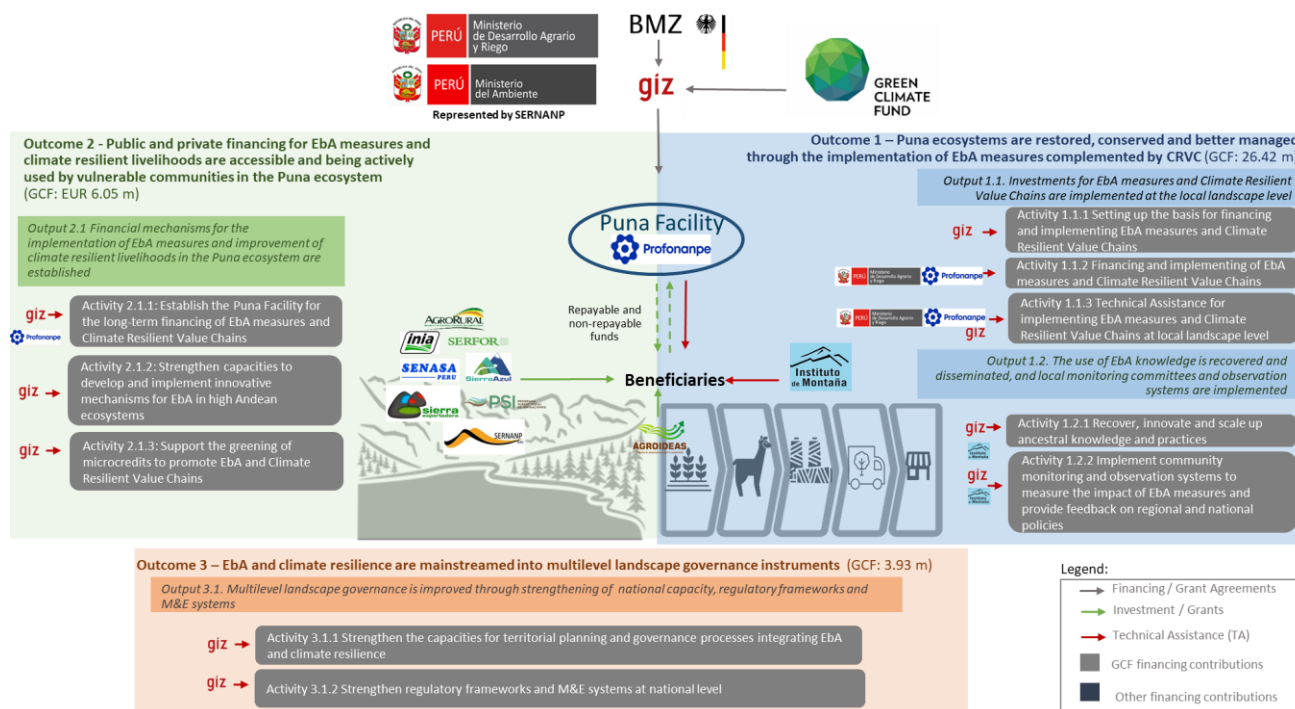 PERÚ
Ministerio
de Desarrollo Agrario
y Riego
PERÚ
Ministerio
del Ambiente
Represented by SERNANP
BMZ
giz
GREEN
CLIMATE
FUND
Outcome 2 - Public and private financing for EbA measures and
climate resilient livelihoods are accessible and being actively
used by vulnerable communities in the Puna ecosystem
(GCF: EUR 6.05 m)
Output 2.1 Financial mechanisms for the
implementation of EbA measures and improvement of
climate resilient livelihoods in the Puna ecosystem are
established
giz
Profonanpe
Activity 2.1.1: Establish the Puna Facility for
the long-term financing of EbA measures and
Climate Resilient Value Chains
giz
Activity 2.1.2: Strengthen capacities to
develop and implement innovative
mechanisms for EbA in high Andean
ecosystems
giz
Activity 2.1.3: Support the greening of
microcredits to promote EbA and Climate
Resilient Value Chains
Puna Facility
Profonanpe
Repayable and
non-repayable
funds
AGRORURAL
inia
SERFOR
SENASA
PERU
SierraAzul
sierra
exportadora
PSI
SERNANP
Beneficiaries
AGROIDEAS
Instituto
de Montaña
Outcome 1 – Puna ecosystems are restored, conserved and better managed
through the implementation of EbA measures complemented by CRVC (GCF: 26.42 m)
Output 1.1. Investments for EbA measures and Climate Resilient
Value Chains are implemented at the local landscape level
giz
Activity 1.1.1 Setting up the basis for financing
and implementing EbA measures and Climate
Resilient Value Chains
PERÚ
Ministerio
de Desarrollo Agrario
y Riego
Profonanpe
Activity 1.1.2 Financing and implementing of EbA
measures and Climate Resilient Value Chains
PERÚ
Ministerio
de Desarrollo Agrario
y Riego
Profonanpe
giz
Activity 1.1.3 Technical Assistance for
implementing EbA measures and Climate
Resilient Value Chains at local landscape level
Output 1.2. The use of EbA knowledge is recovered and
disseminated, and local monitoring committees and observation
systems are implemented
giz
Instituto
de Montaña
Activity 1.2.1 Recover, innovate and scale up
ancestral knowledge and practices
giz
Instituto
de Montaña
Activity 1.2.2 Implement community
monitoring and observation systems to
measure the impact of EbA measures and
provide feedback on regional and national
policies
Outcome 3 – EbA and climate resilience are mainstreamed into multilevel landscape governance instruments (GCF: 3.93 m)
Output 3.1. Multilevel landscape governance is improved through strengthening of national capacity, regulatory frameworks and
M&E systems
giz
Activity 3.1.1 Strengthen the capacities for territorial planning and governance processes integrating EbA
and climate resilience
giz
Activity 3.1.2 Strengthen regulatory frameworks and M&E systems at national level
Legend:
Financing / Grant Agreements
Investment / Grants
Technical Assistance (TA)
GCF financing contributions
Other financing contributions